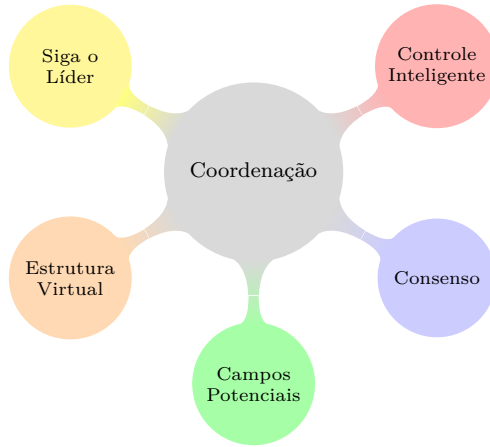 Siga o
Líder
Controle
Inteligente
Coordenação
Estrutura
Virtual
Consenso
Campos
Potenciais